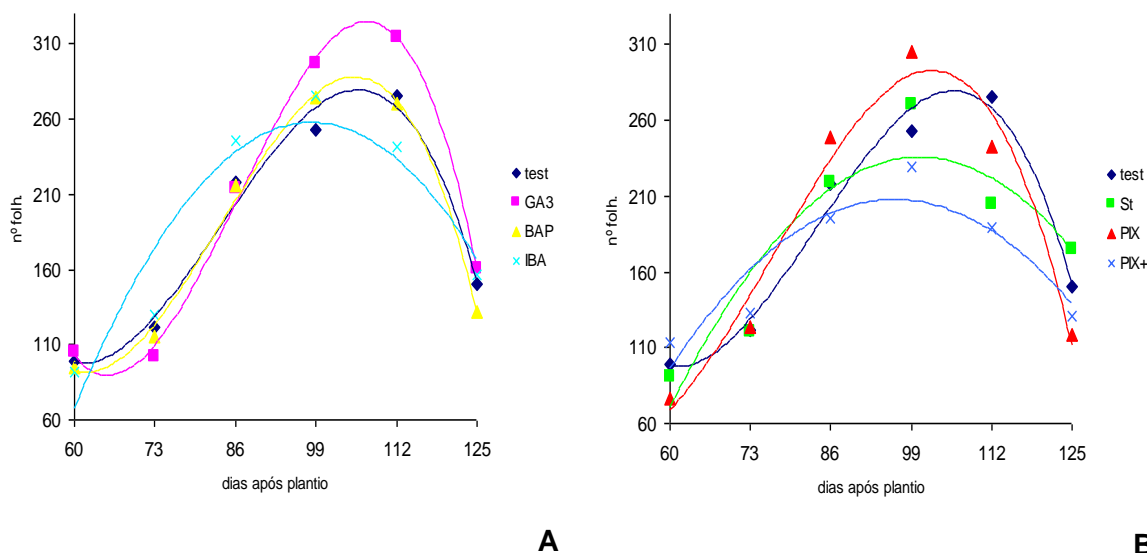 310
260
210
160
110
60
nº folh.
60 73 86 99 112 125
dias após plantio
test
GA3
BAP
IBA
A
310
260
210
160
110
60
nº folh.
60 73 86 99 112 125
dias após plantio
test
St
PIX
PIX+
B